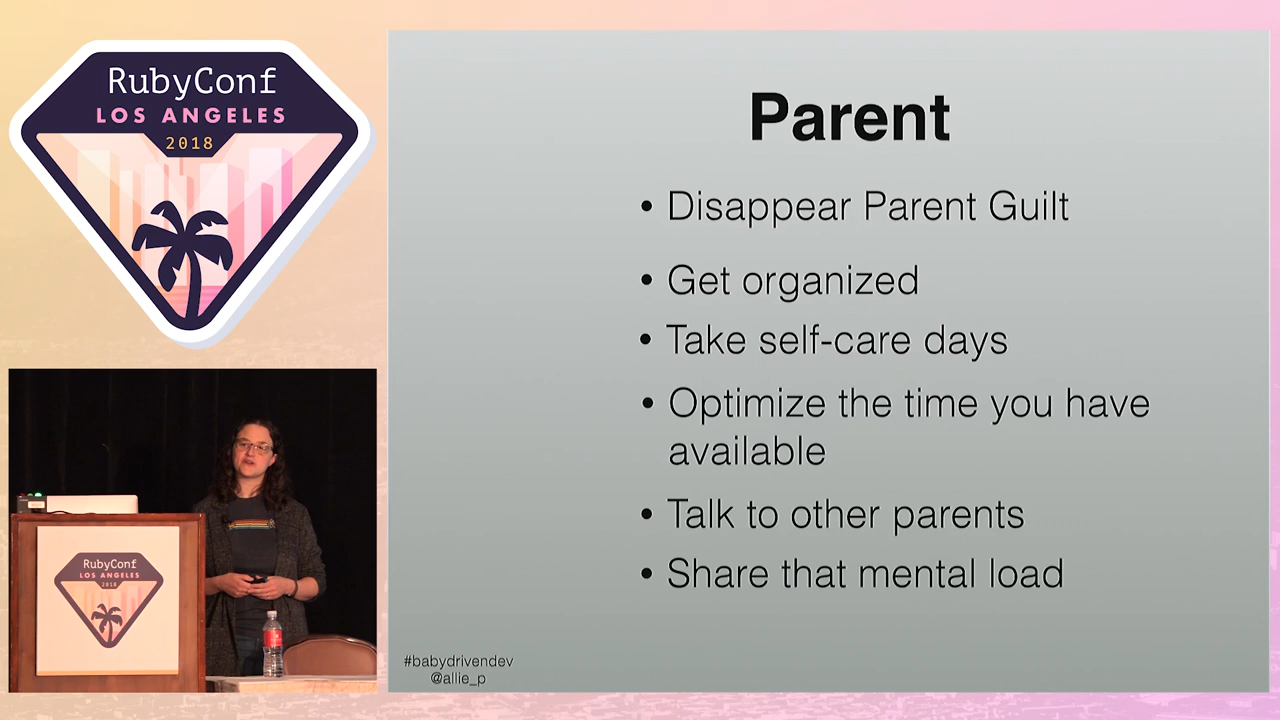 RubyConf
LOS ANGELES
2018
Parent
• Disappear Parent Guilt
• Get organized
• Take self-care days
• Optimize the time you have
available
• Talk to other parents
• Share that mental load
#babydrivendev
@allie_p
RubyConf
LOS ANGELES
2018